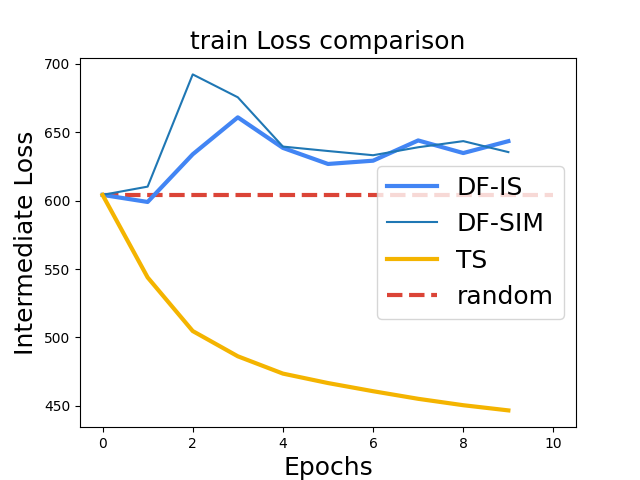 train Loss comparison
Intermediate Loss
700
650
600
550
500
450
0
2
4
6
8
10
Epochs
DF-IS
DF-SIM
TS
random